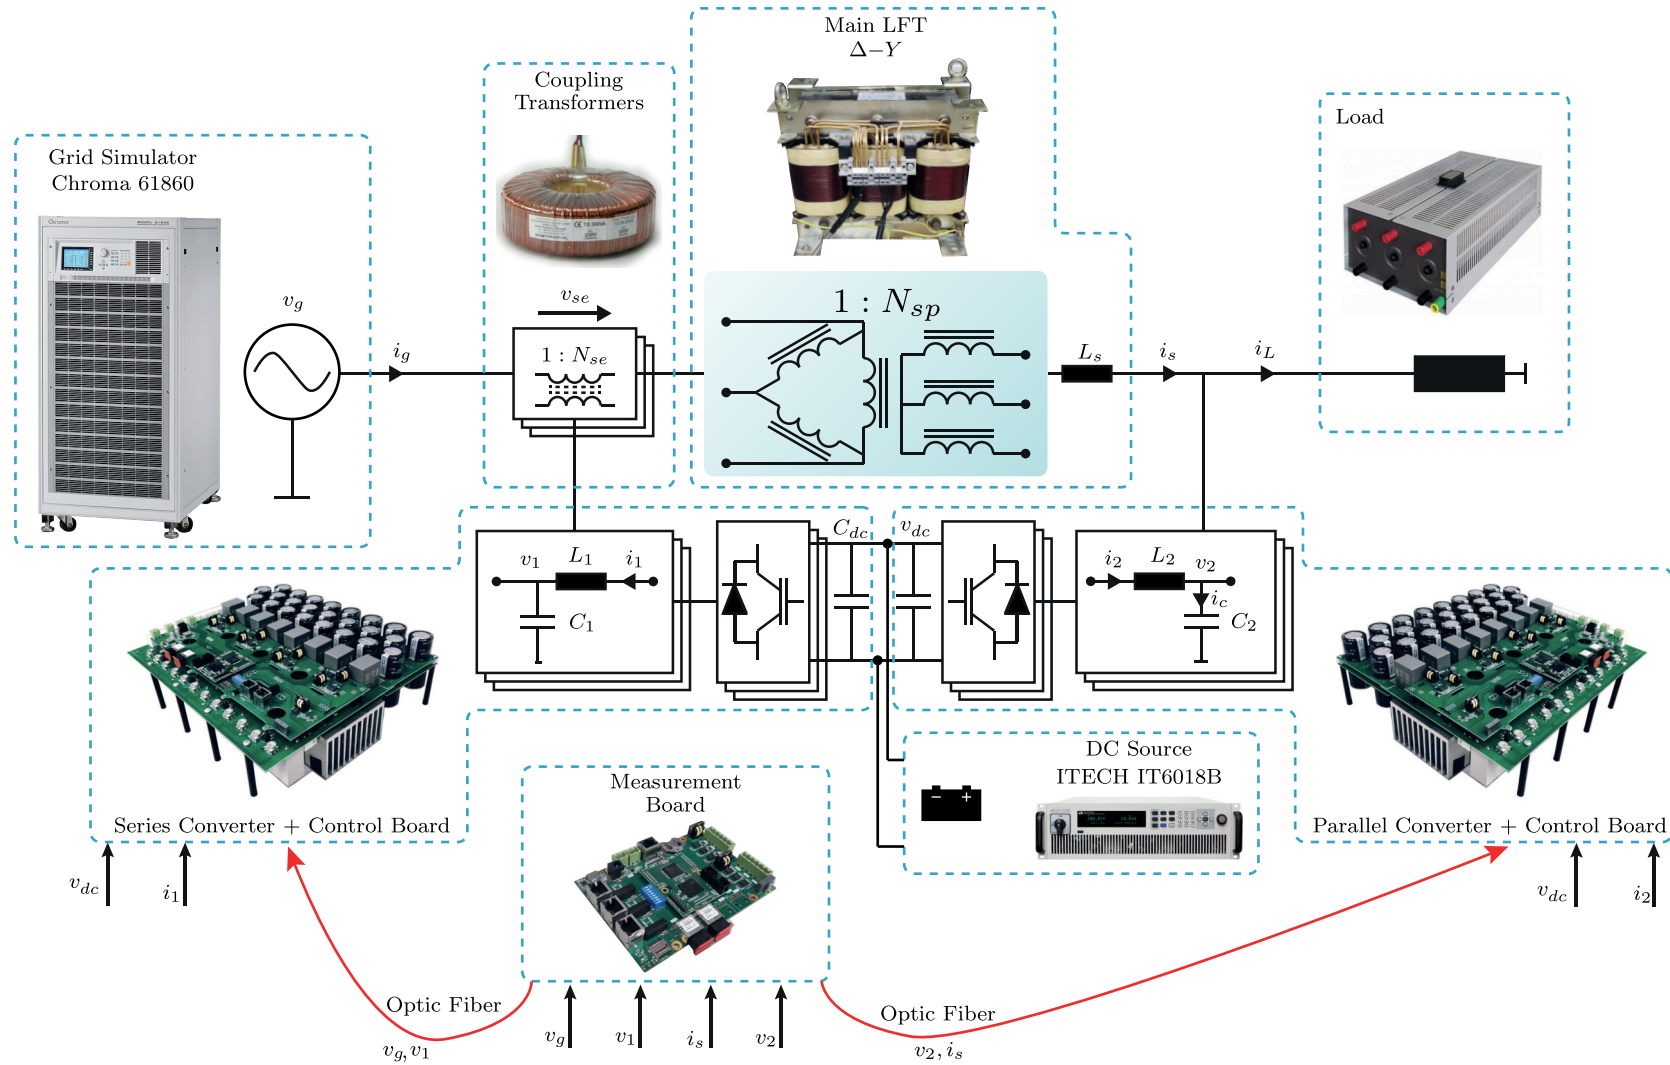 Main LFT
Δ−Y
Coupling
Transformers
Load
Grid Simulator
Chroma 61860
Chroma
v_g
i_g
v_se
1 : N_se
1 : N_sp
L_s
i_s
i_L
v_1
L_1
i_1
C_1
C_dc
v_dc
i_2
L_2
v_2
i_c
C_2
DC Source
ITECH IT6018B
− +
Measurement
Board
Series Converter + Control Board
Parallel Converter + Control Board
v_dc
i_1
v_dc
i_2
Optic Fiber
v_g, v_1
v_g
v_1
i_s
v_2
Optic Fiber
v_2, i_s